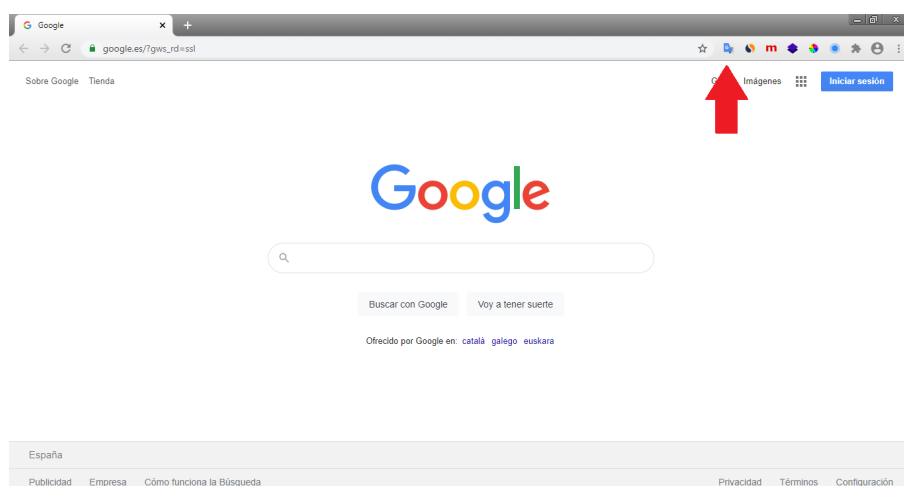 Google
google.es/?gws_rd=ssl
Sobre Google Tienda
Imágenes Iniciar sesión
Google
Buscar con Google Voy a tener suerte
Ofrecido por Google en: català galego euskara
España
Publicidad Empresa Cómo funciona la Búsqueda
Privacidad Términos Configuración